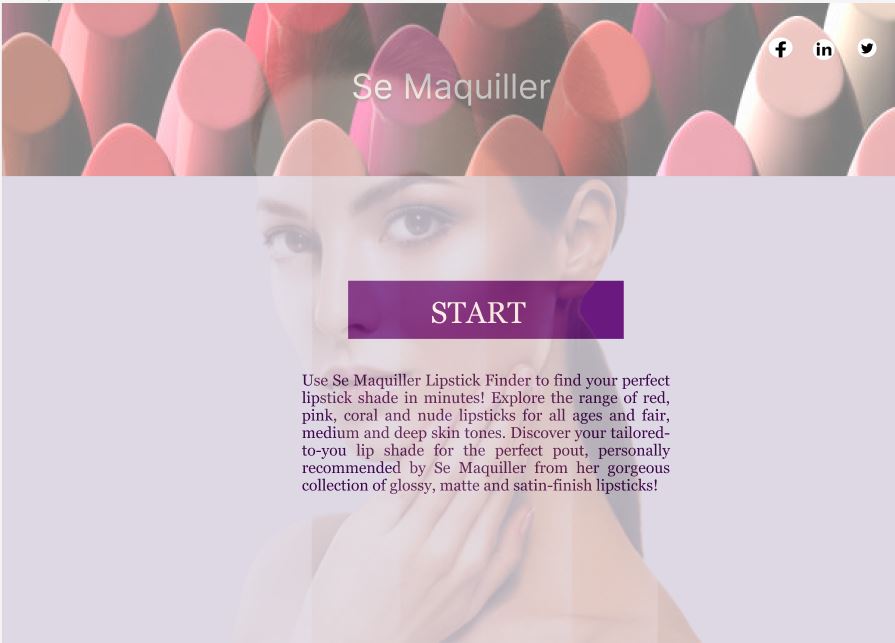 Se Maquiller
START
Use Se Maquiller Lipstick Finder to find your perfect
lipstick shade in minutes! Explore the range of red,
pink, coral and nude lipsticks for all ages and fair,
medium and deep skin tones. Discover your tailored-
to-you lip shade for the perfect pout, personally
recommended by Se Maquiller from her gorgeous
collection of glossy, matte and satin-finish lipsticks!